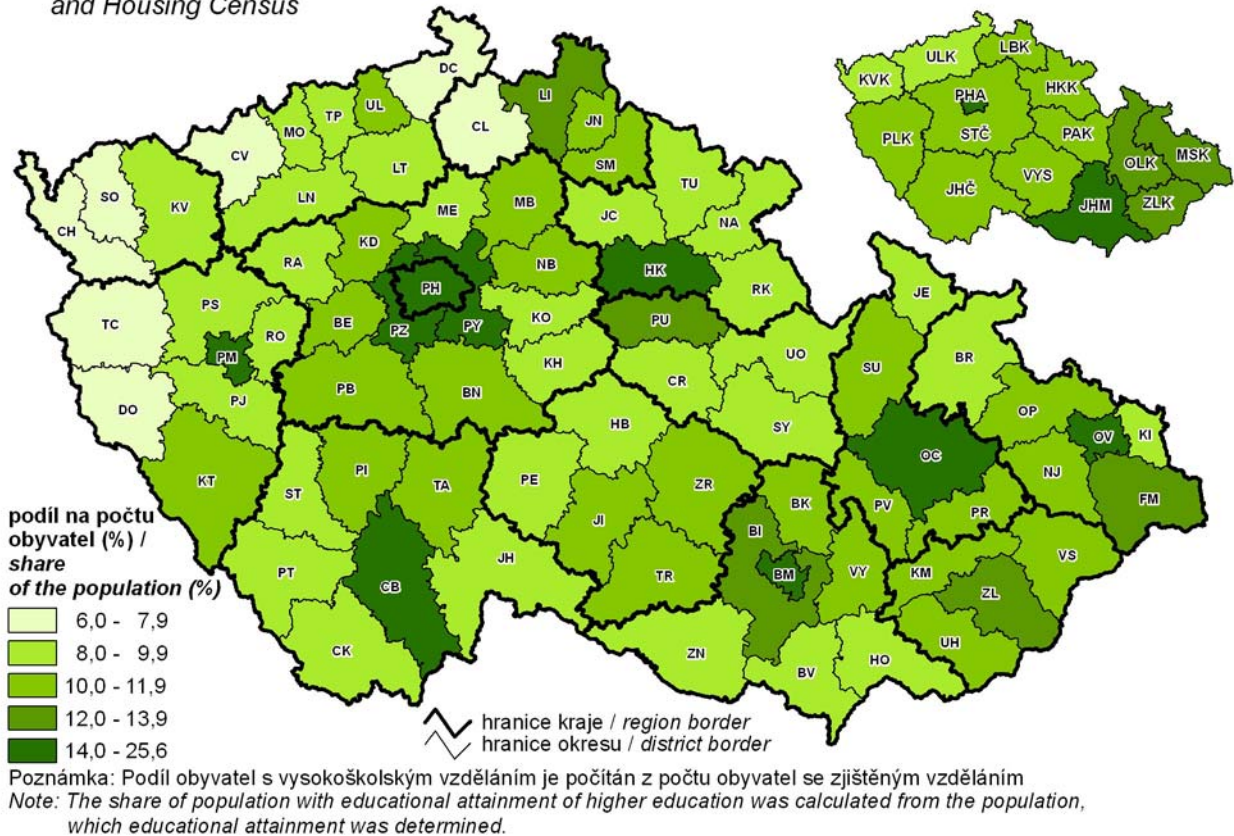 and Housing Census
DC
LI
CL
UL
TP
MO
JN
CV
SM
LT
SO
KV
LN
CH
TU
MB
ME
JC
NA
KD
RA
NB
HK
PH
RK
PS
TC
BE
PZ
PY
KO
PU
RO
PM
KH
UO
CR
PB
BN
PJ
DO
HB
SY
KT
ST
PI
TA
PE
ZR
JI
PT
CB
JH
TR
CK
BK
BI
BM
VY
ZN
BV
HO
JE
SU
BR
OP
OC
OV
KI
NJ
FM
PV
PR
VS
KM
ZL
UH
ULK
LBK
KVK
HKK
PHA
PLK
STČ
PAK
MSK
OLK
VYS
JHČ
JHM
ZLK
podíl na počtu
obyvatel (%) /
share
of the population (%)
6,0 - 7,9
8,0 - 9,9
10,0 - 11,9
12,0 - 13,9
14,0 - 25,6
hranice kraje / region border
hranice okresu / district border
Poznámka: Podíl obyvatel s vysokoškolským vzděláním je počítán z počtu obyvatel se zjištěným vzděláním
Note: The share of population with educational attainment of higher education was calculated from the population,
which educational attainment was determined.